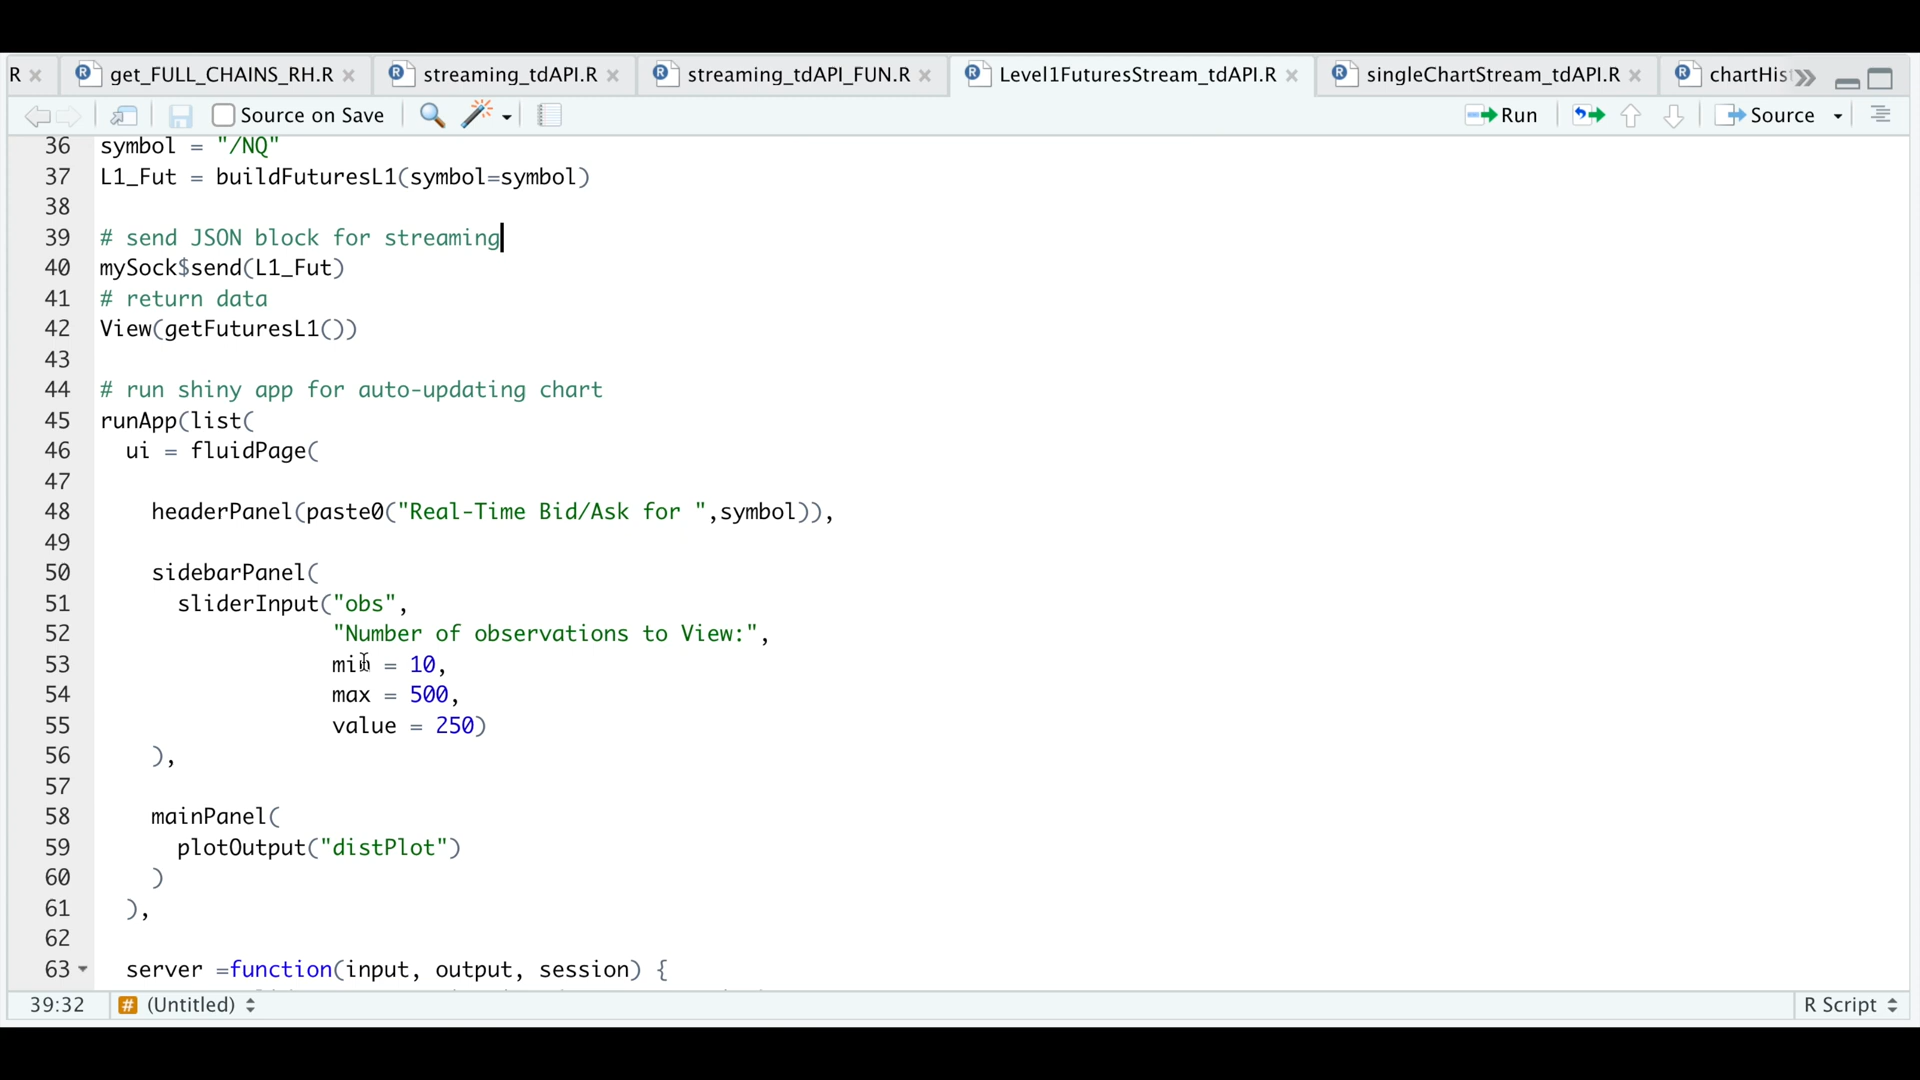 R get_FULL_CHAINS_RH.R streaming_tdAPI.R streaming_tdAPI_FUN.R Level1FuturesStream_tdAPI.R singleChartStream_tdAPI.R chartHis
Source on Save Run Source
36 symbol = "/NQ"
37 L1_Fut = buildFuturesL1(symbol=symbol)
38
39 # send JSON block for streaming
40 mySock$send(L1_Fut)
41 # return data
42 View(getFuturesL1())
43
44 # run shiny app for auto-updating chart
45 runApp(list(
46 ui = fluidPage(
47
48 headerPanel(paste0("Real-Time Bid/Ask for ",symbol)),
49
50 sidebarPanel(
51 sliderInput("obs",
52 "Number of observations to View:",
53 min = 10,
54 max = 500,
55 value = 250)
56 ),
57
58 mainPanel(
59 plotOutput("distPlot")
60 )
61 ),
62
63 server =function(input, output, session) {
39:32 # (Untitled) R Script